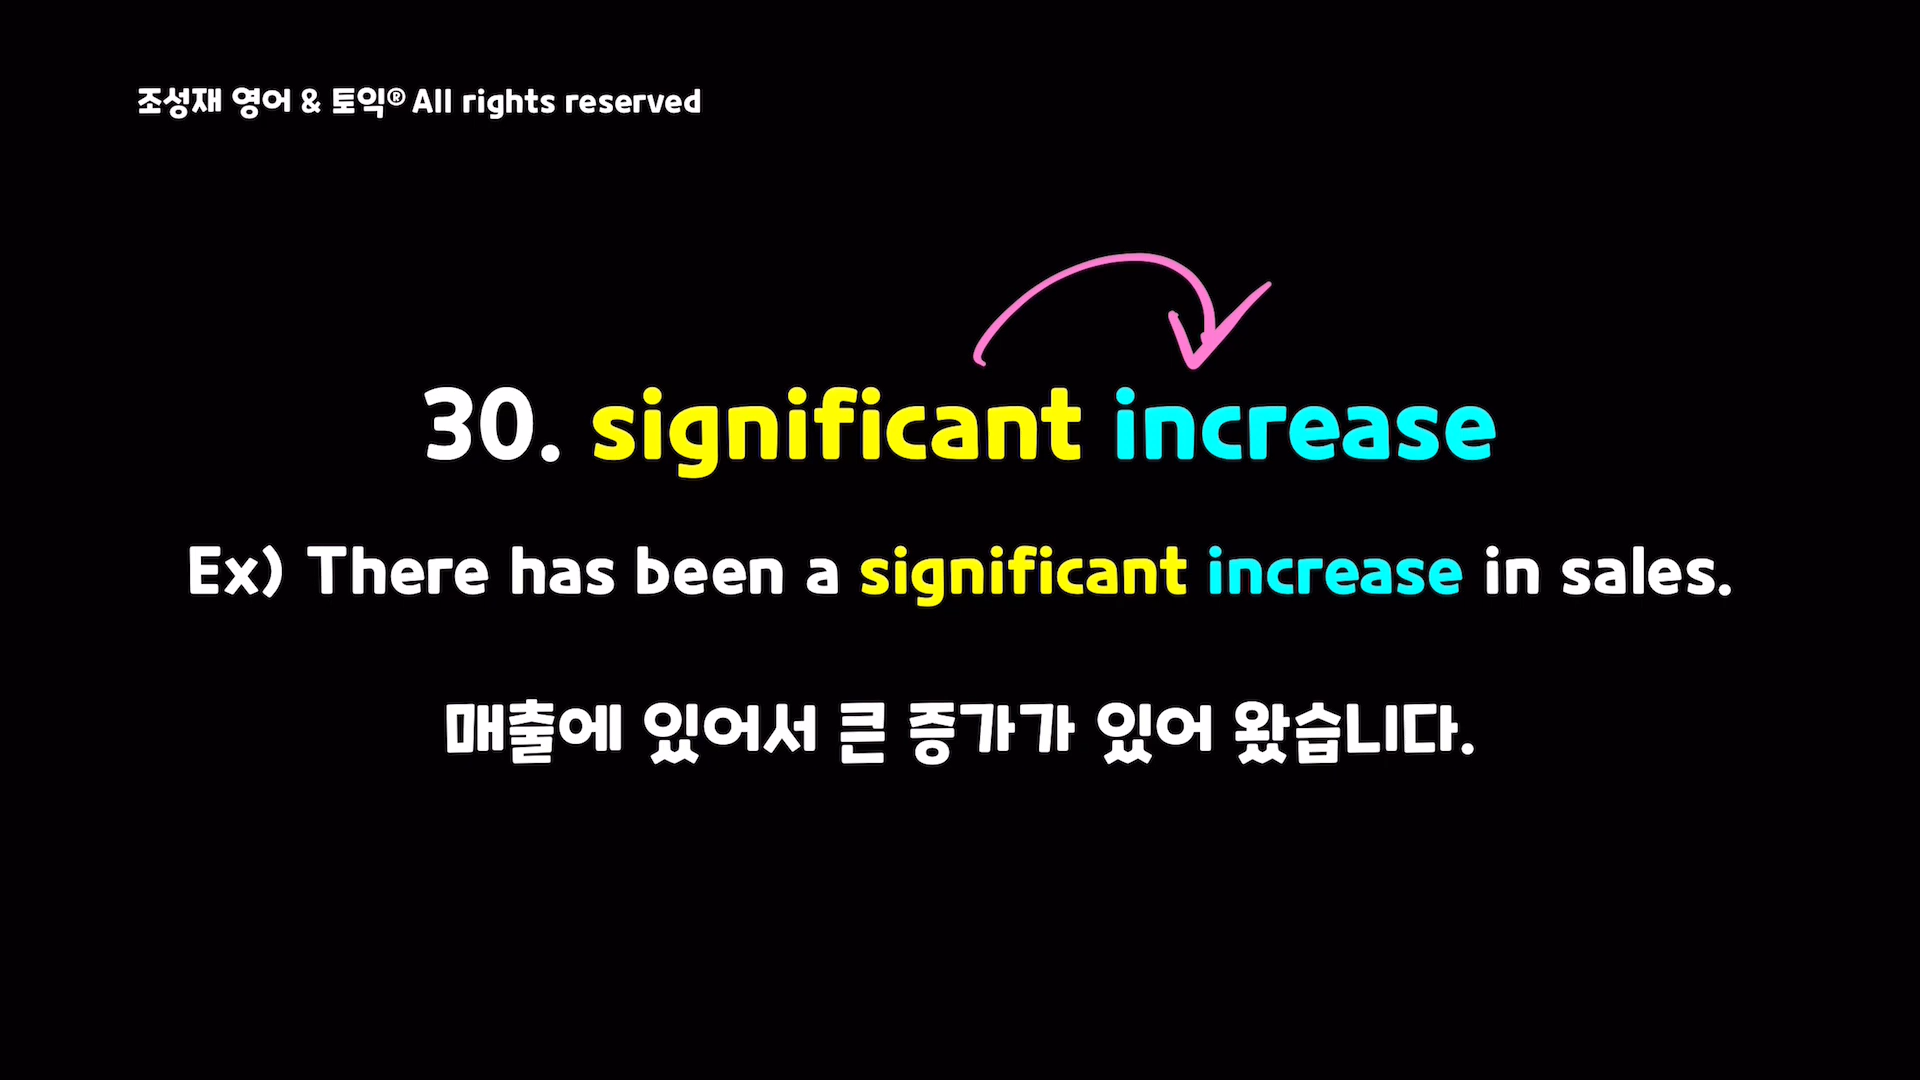 조성재 영어 & 토익® All rights reserved
30. significant increase
Ex) There has been a significant increase in sales.
매출에 있어서 큰 증가가 있어 왔습니다.